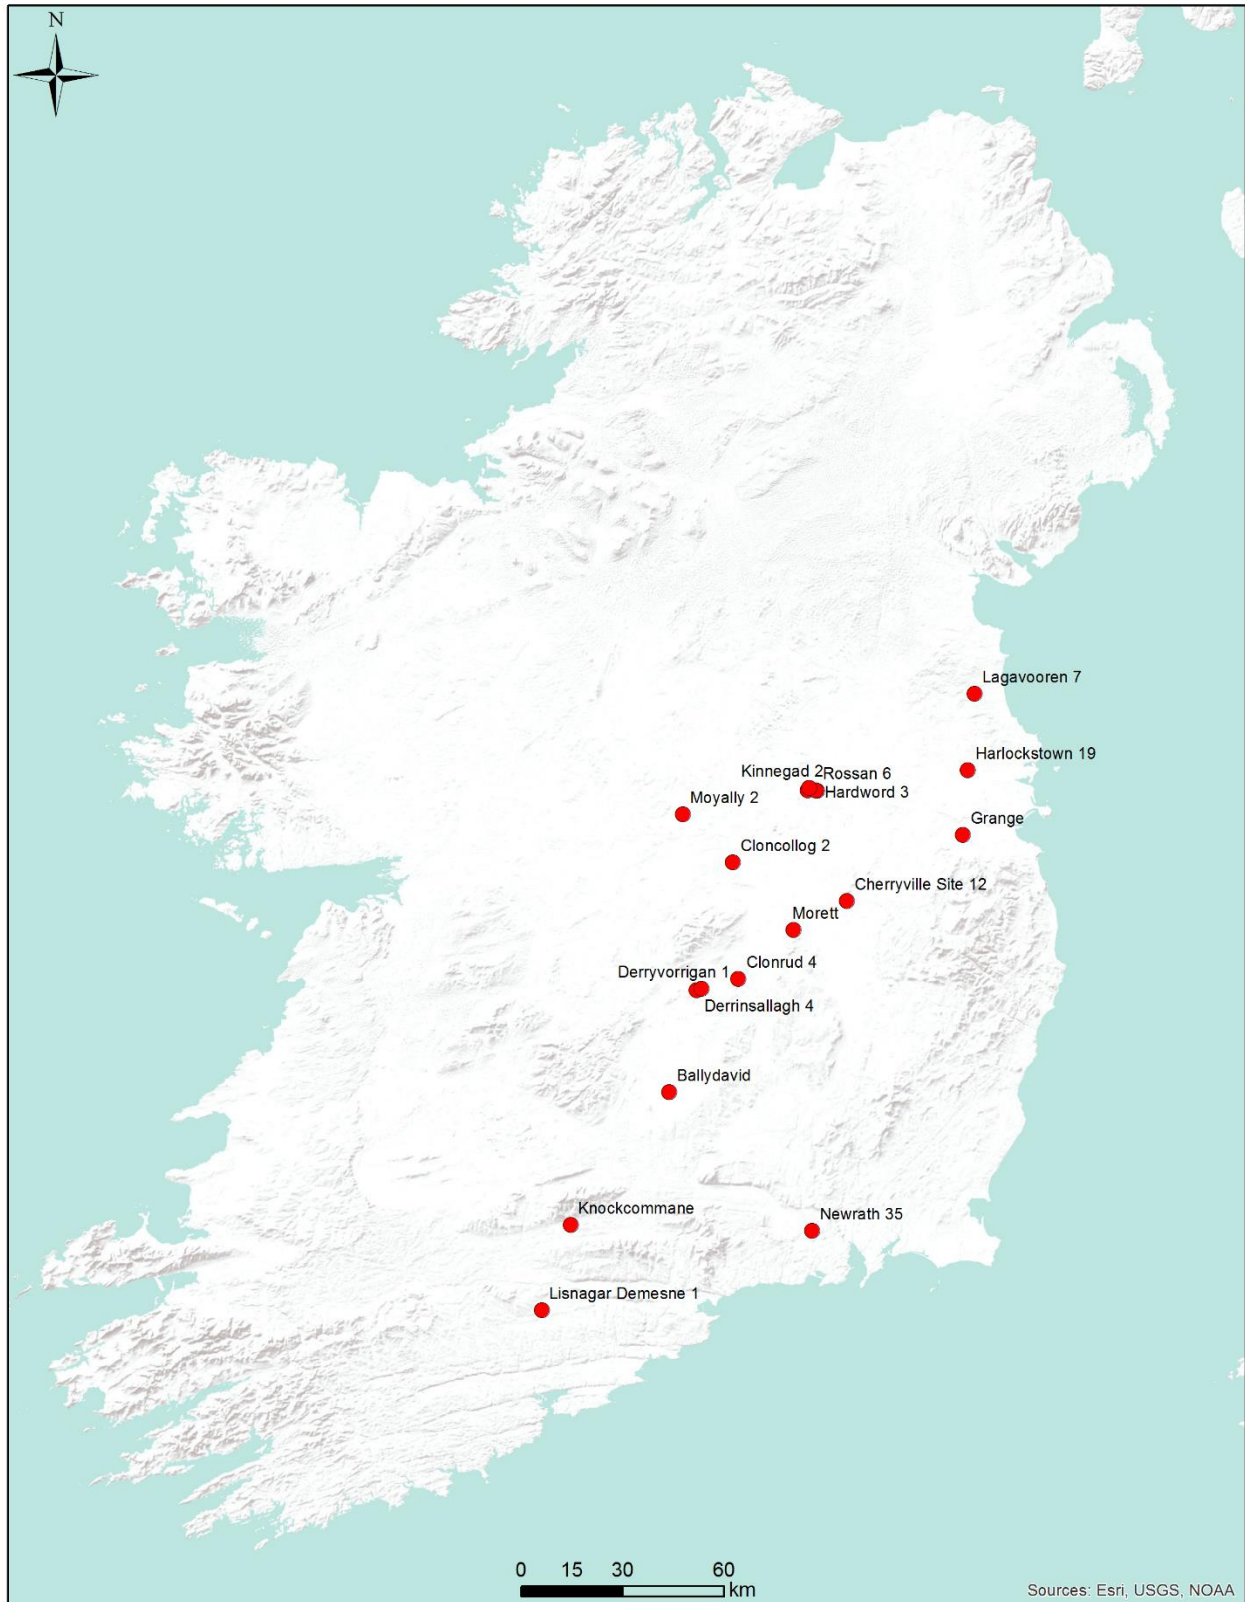 N
Lagavooren 7
Harlockstown 19
Kinnegad 2
Rossan 6
Hardword 3
Moyally 2
Grange
Cloncollog 2
Cherryville Site 12
Morett
Clonrud 4
Derryvorrigan 1
Derrinsallagh 4
Ballydavid
Knockcommane
Newrath 35
Lisnagar Demesne 1
0 15 30 60
km
Sources: Esri, USGS, NOAA